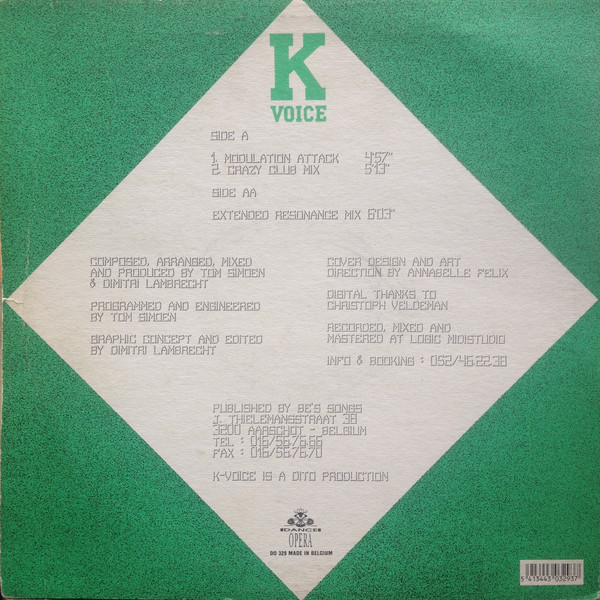 K
VOICE
SIDE A
1. MODULATION ATTACK 4'57"
2. CRAZY CLUB MIX 5'13"
SIDE AA
EXTENDED RESONANCE MIX 6'03"
COMPOSED, ARRANGED, MIXED
AND PRODUCED BY TOM SIMOEN
& DIMITRI LAMBRECHT
PROGRAMMED AND ENGINEERED
BY TOM SIMOEN
GRAPHIC CONCEPT AND EDITED
BY DIMITRI LAMBRECHT
COVER DESIGN AND ART
DIRECTION BY ANNABELLE FELIX
DIGITAL THANKS TO
CHRISTOPH VELDEMAN
RECORDED, MIXED AND
MASTERED AT LOGIC MIDISTUDIO
INFO & BOOKING : 052/46.22.38
PUBLISHED BY BE'S SONGS
J. THIELEMANSSTRAAT 38
3200 AARSCHOT - BELGIUM
TEL : 016/56.76.66
FAX : 016/56.76.70
K-VOICE IS A DITO PRODUCTION
DANCE
OPERA
DO 329 MADE IN BELGIUM
5 413443 032937